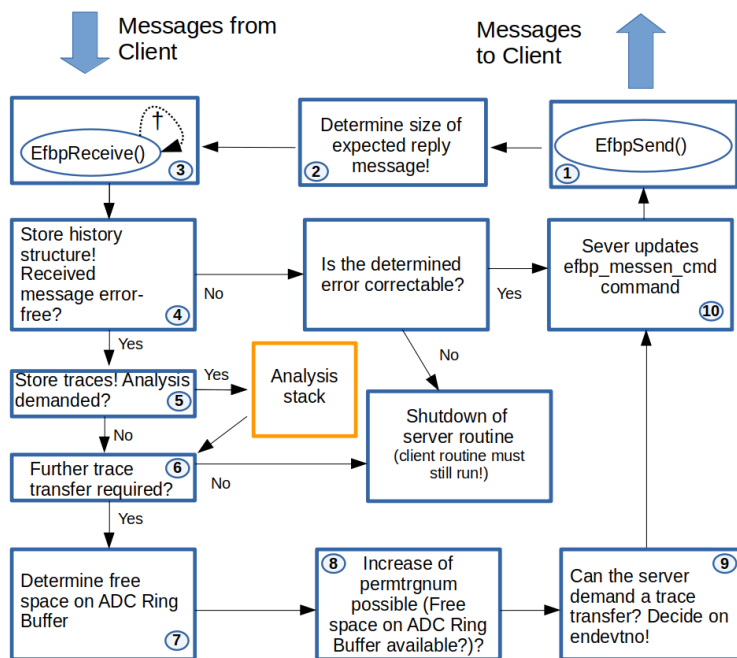 Messages from
Client
Messages
to Client
†
EfbpReceive()
3
Determine size of
expected reply
message!
2
EfbpSend()
1
Store history
structure!
Received
message error-
free?
4
No
Is the determined
error correctable?
Yes
Sever updates
efbp_messen_cmd
command
10
Yes
No
Store traces! Analysis
demanded?
5
Yes
Analysis
stack
No
Shutdown of
server routine
(client routine must
still run!)
Further trace
transfer required?
6
No
Yes
Determine free
space on ADC Ring
Buffer
7
8
Increase of
permtrgnum
possible (Free
space on ADC Ring
Buffer available?)?
9
Can the server
demand a trace
transfer? Decide on
endevtno!